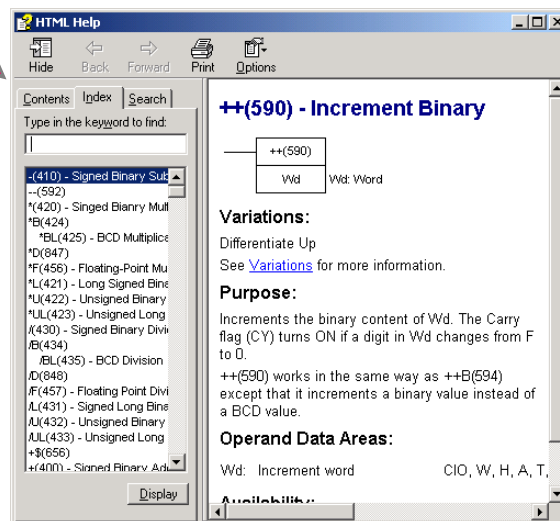 HTML Help
Hide Back Forward Print Options
Contents Index Search
Type in the keyword to find:
-(410) - Signed Binary Sub
--(592)
*(420) - Singed Bianry Mult
*B(424)
*BL(425) - BCD Multiplica
*D(847)
*F(456) - Floating-Point Mu
*L(421) - Long Signed Bina
*U(422) - Unsigned Binary
*UL(423) - Unsigned Long
/(430) - Signed Binary Divi
/B(434)
/BL(435) - BCD Division
/D(848)
/F(457) - Floating Point Divi
/L(431) - Signed Long Bina
/U(432) - Unsigned Binary
/UL(433) - Unsigned Long
+$(656)
+(400) - Signed Binary Add
Display
++(590) - Increment Binary
++(590)
Wd
Wd: Word
Variations:
Differentiate Up
See Variations for more information.
Purpose:
Increments the binary content of Wd. The Carry
flag (CY) turns ON if a digit in Wd changes from F
to 0.
++(590) works in the same way as ++B(594)
except that it increments a binary value instead of
a BCD value.
Operand Data Areas:
Wd: Increment word CIO, W, H, A, T,
Availability: